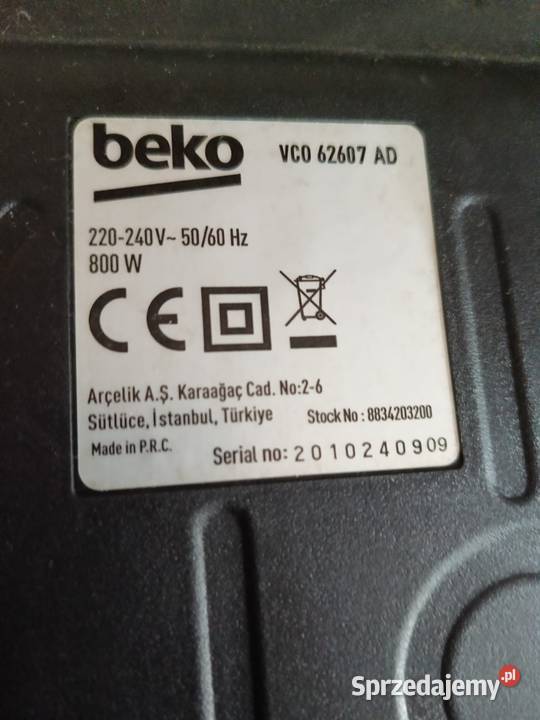 beko
VCO 62607 AD
220-240V~ 50/60 Hz
800 W
CE
Arçelik A.Ş. Karaağaç Cad. No:2-6
Sütlüce, İstanbul, Türkiye
Stock No : 8834203200
Made in P.R.C.
Serial no: 2010240909
Sprzedajemy.pl